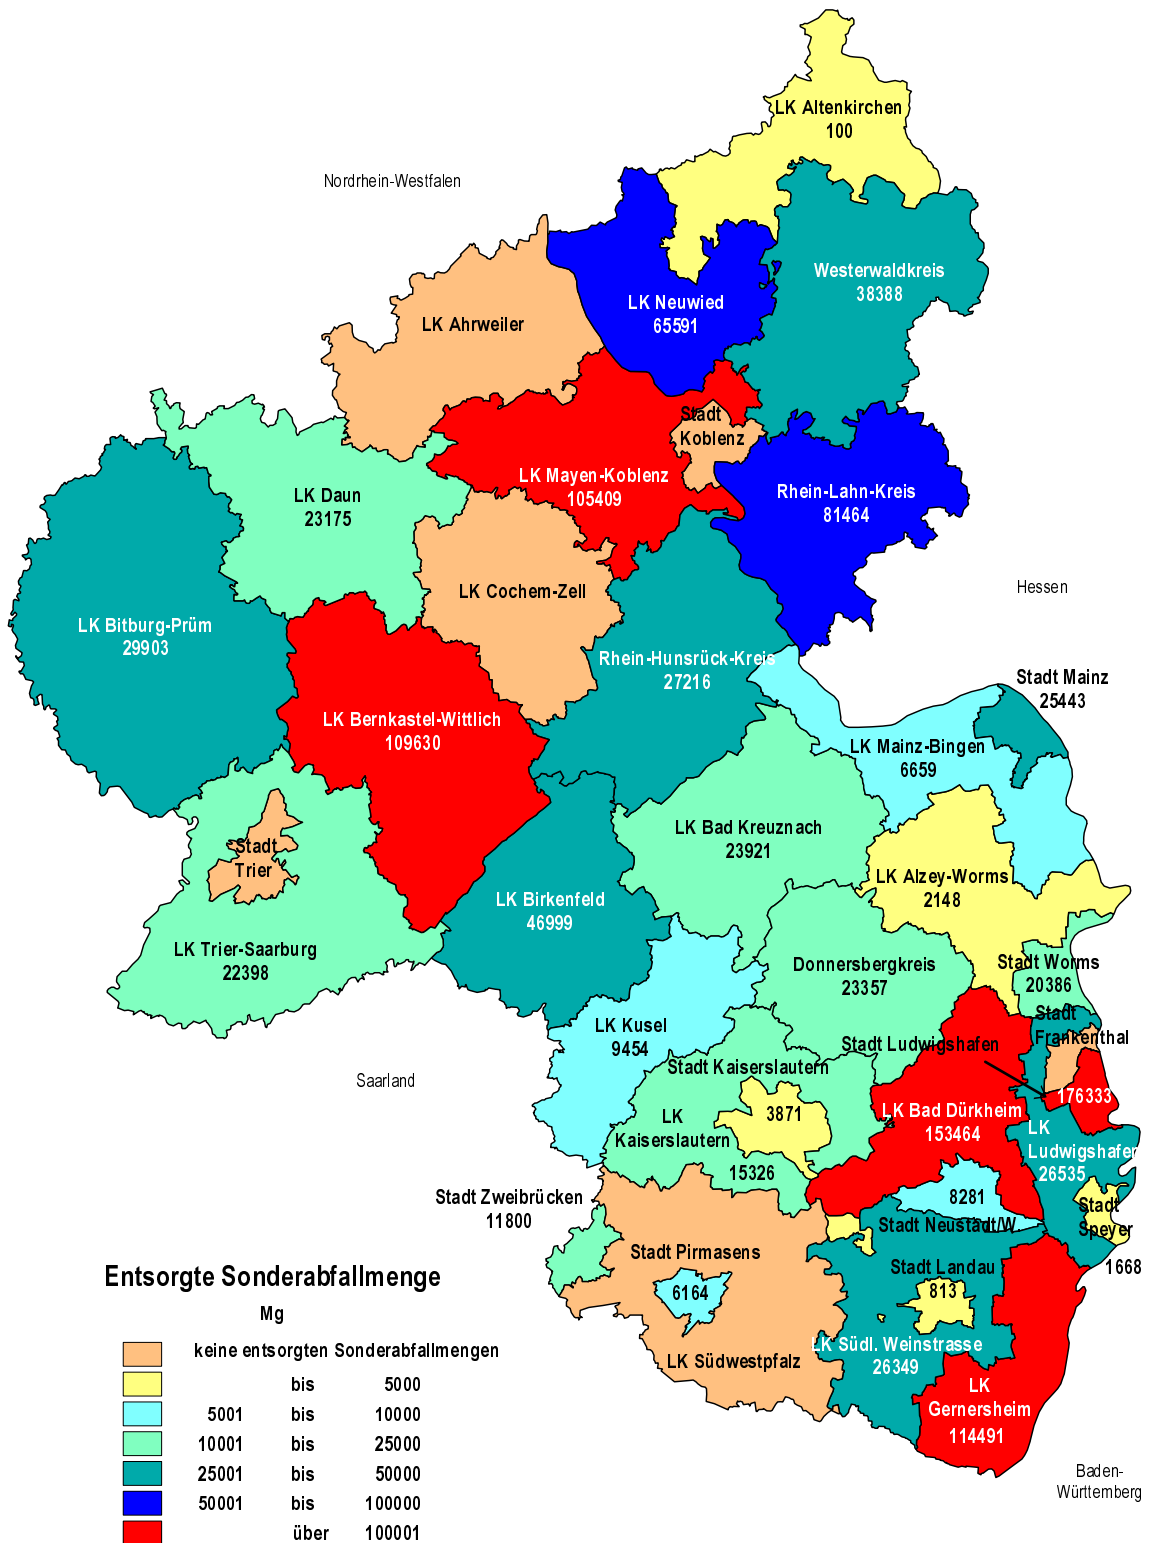 LK Altenkirchen
100
Nordrhein-Westfalen
Westerwaldkreis
38388
LK Neuwied
65591
LK Ahrweiler
Stadt
Koblenz
LK Mayen-Koblenz
105409
Rhein-Lahn-Kreis
81464
LK Daun
23175
Hessen
LK Cochem-Zell
LK Bitburg-Prüm
29903
Rhein-Hunsrück-Kreis
27216
Stadt Mainz
25443
LK Bernkastel-Wittlich
109630
LK Mainz-Bingen
6659
LK Bad Kreuznach
23921
Stadt
Trier
LK Alzey-Worms
2148
LK Birkenfeld
46999
LK Trier-Saarburg
22398
Donnersbergkreis
23357
Stadt Worms
20386
Stadt
Frankenthal
LK Kusel
9454
Stadt Ludwigshafen
Stadt Kaiserslautern
Saarland
176333
3871
LK Bad Dürkheim
153464
LK
Kaiserslautern
15326
LK
Ludwigshafen
26535
Stadt Zweibrücken
11800
8281
Stadt Neustadt/W.
Stadt
Speyer
1668
Stadt Pirmasens
6164
Stadt Landau
813
Entsorgte Sonderabfallmenge
Mg
LK Südl. Weinstrasse
26349
LK Südwestpfalz
LK
Gernersheim
114491
keine entsorgten Sonderabfallmengen
bis 5000
5001 bis 10000
10001 bis 25000
25001 bis 50000
50001 bis 100000
über 100001
Baden-
Württemberg